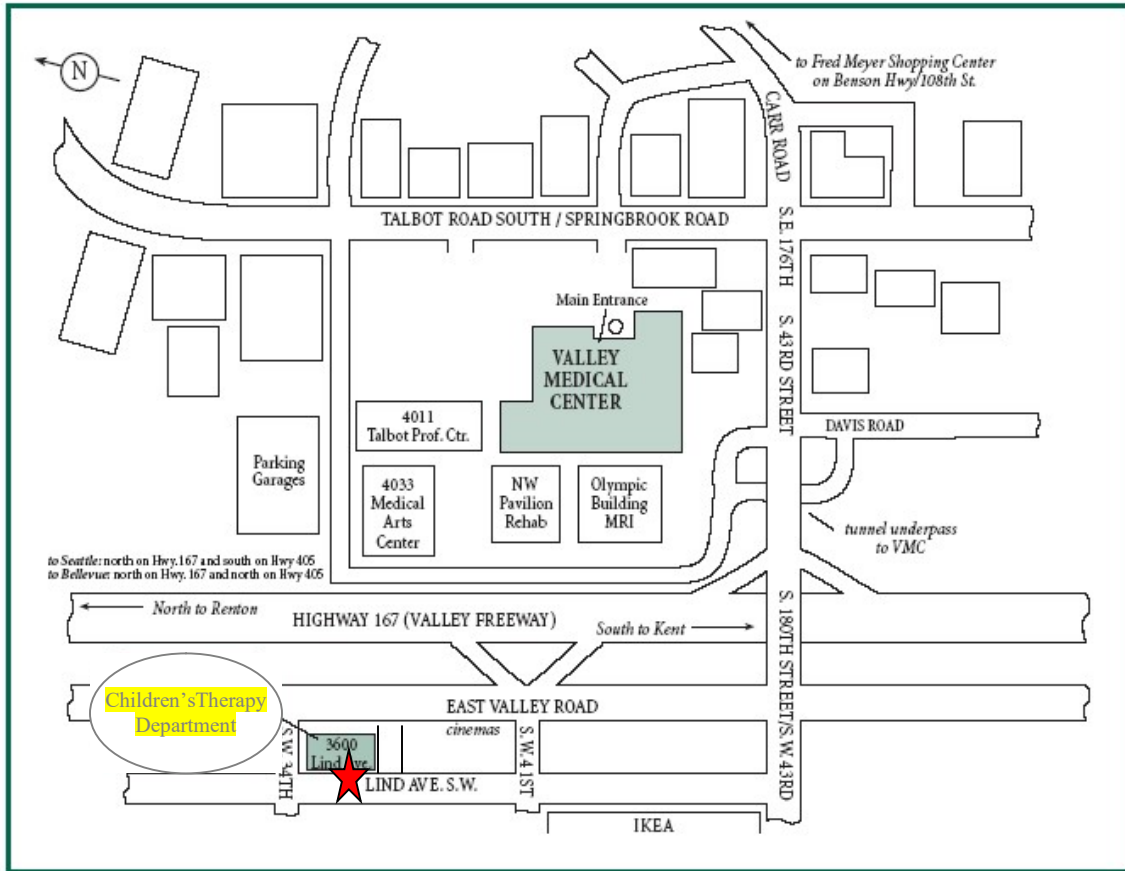 N
to Fred Meyer Shopping Center
on Benson Hwy/108th St.
CARR ROAD
TALBOT ROAD SOUTH / SPRINGBROOK ROAD
S.E. 176TH
Main Entrance
VALLEY
MEDICAL
CENTER
S. 43RD STREET
4011
Talbot Prof. Ctr.
DAVIS ROAD
Parking
Garages
4033
Medical
Arts
Center
NW
Pavilion
Rehab
Olympic
Building
MRI
tunnel underpass
to VMC
to Seattle: north on Hwy. 167 and south on Hwy 405
to Bellevue: north on Hwy. 167 and north on Hwy 405
North to Renton
HIGHWAY 167 (VALLEY FREEWAY)
South to Kent
S. 180TH STREET/S.W. 43RD
Children'sTherapy
Department
EAST VALLEY ROAD
cinemas
S.W. 34TH
3600
Lind Ave.
S.W. 41ST
LIND AVE. S.W.
IKEA